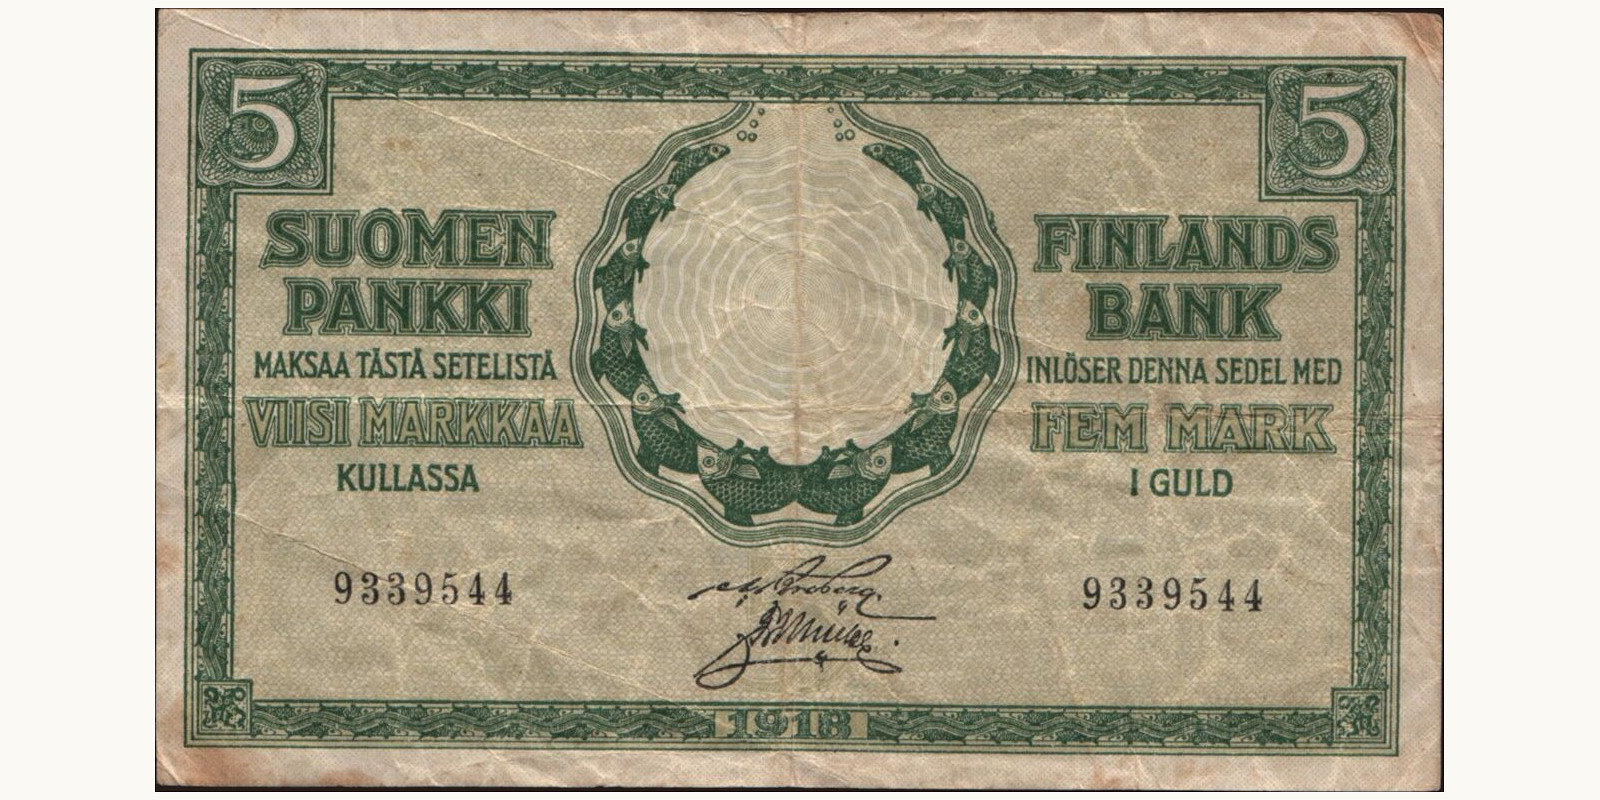 5 5
SUOMEN
PANKKI
MAKSAA TÄSTÄ SETELISTÄ
VIISI MARKKAA
KULLASSA
9339544
FINLANDS
BANK
INLÖSER DENNA SEDEL MED
FEM MARK
I GULD
9339544
1918